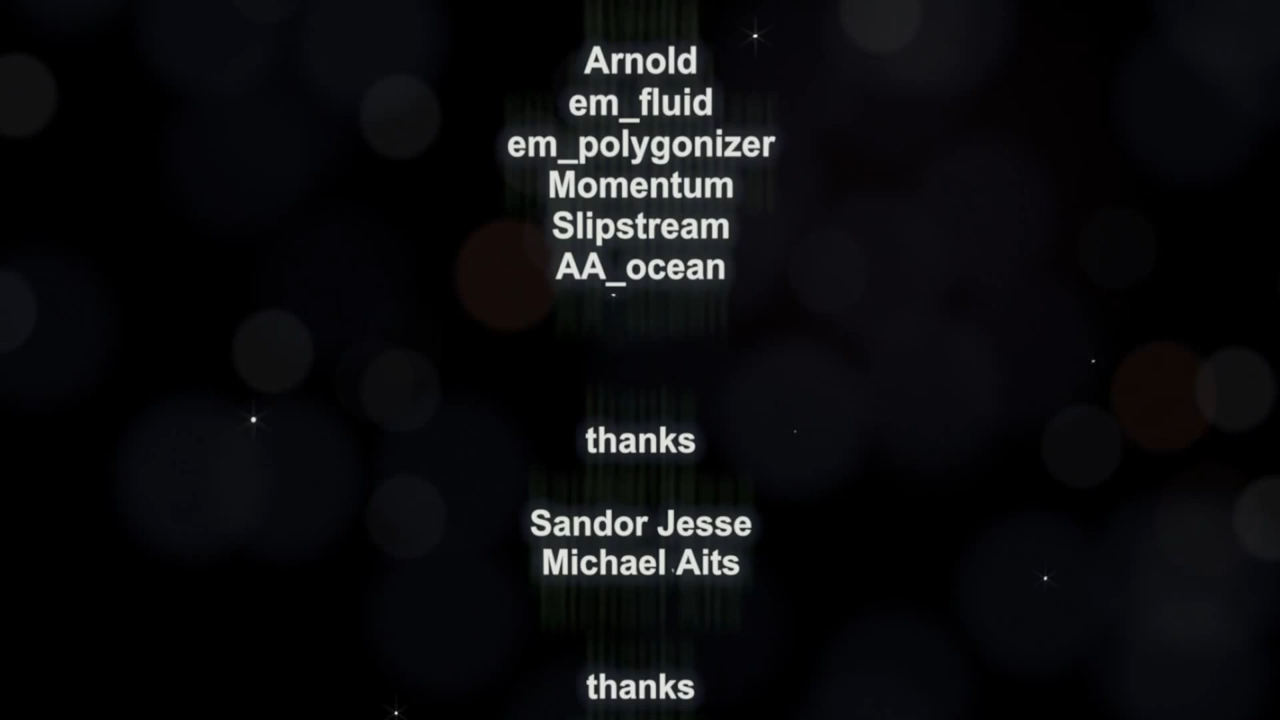 Arnold
em_fluid
em_polygonizer
Momentum
Slipstream
AA_ocean
thanks
Sandor Jesse
Michael Aits
thanks